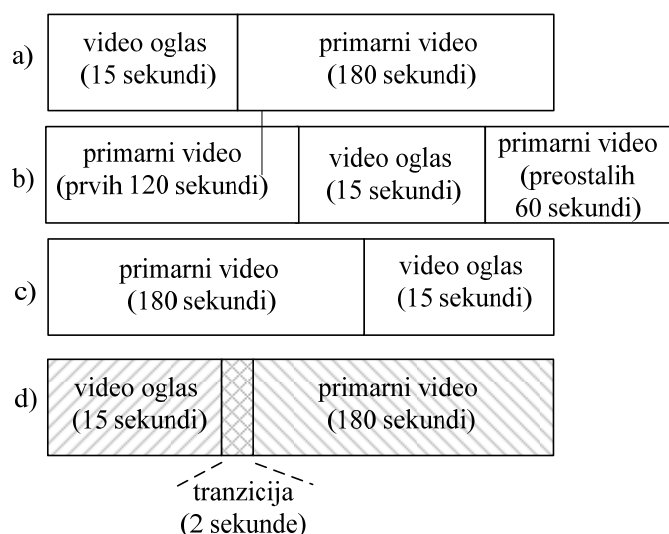 a)
video oglas
(15 sekundi)
primarni video
(180 sekundi)
b)
primarni video
(prvih 120 sekundi)
video oglas
(15 sekundi)
primarni video
(preostalih
60 sekundi)
c)
primarni video
(180 sekundi)
video oglas
(15 sekundi)
d)
video oglas
(15 sekundi)
primarni video
(180 sekundi)
tranzicija
(2 sekunde)